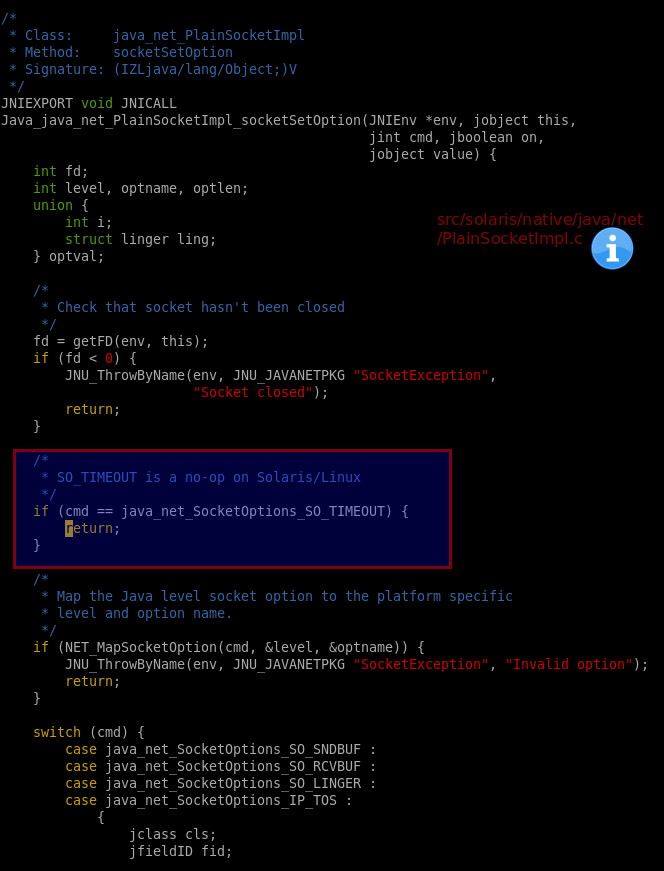 /*
 * Class:     java_net_PlainSocketImpl
 * Method:    socketSetOption
 * Signature: (IZLjava/lang/Object;)V
 */
JNIEXPORT void JNICALL
Java_java_net_PlainSocketImpl_socketSetOption(JNIEnv *env, jobject this,
                                              jint cmd, jboolean on,
                                              jobject value) {
    int fd;
    int level, optname, optlen;
    union {
        int i;
        struct linger ling;
    } optval;
src/solaris/native/java/net
/PlainSocketImpl.c
i

    /*
     * Check that socket hasn't been closed
     */
    fd = getFD(env, this);
    if (fd < 0) {
        JNU_ThrowByName(env, JNU_JAVANETPKG "SocketException",
                        "Socket closed");
        return;
    }

    /*
     * SO_TIMEOUT is a no-op on Solaris/Linux
     */
    if (cmd == java_net_SocketOptions_SO_TIMEOUT) {
        return;
    }

    /*
     * Map the Java level socket option to the platform specific
     * level and option name.
     */
    if (NET_MapSocketOption(cmd, &level, &optname)) {
        JNU_ThrowByName(env, JNU_JAVANETPKG "SocketException", "Invalid option");
        return;
    }

    switch (cmd) {
        case java_net_SocketOptions_SO_SNDBUF :
        case java_net_SocketOptions_SO_RCVBUF :
        case java_net_SocketOptions_SO_LINGER :
        case java_net_SocketOptions_IP_TOS :
            {
                jclass cls;
                jfieldID fid;